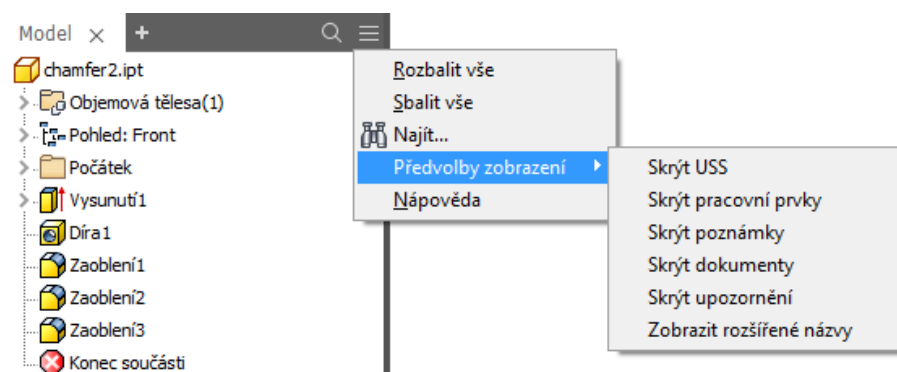 Model × +
chamfer2.ipt
Objemová tělesa(1)
Pohled: Front
Počátek
Vysunutí1
Díra1
Zaoblení1
Zaoblení2
Zaoblení3
Konec součásti
Rozbalit vše
Sbalit vše
Najít...
Předvolby zobrazení
Nápověda
Skrýt USS
Skrýt pracovní prvky
Skrýt poznámky
Skrýt dokumenty
Skrýt upozornění
Zobrazit rozšířené názvy